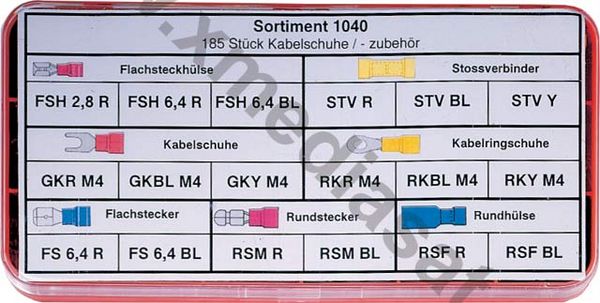 Sortiment 1040
185 Stück Kabelschuhe / - zubehör
Flachsteckhülse Stossverbinder
FSH 2,8 R FSH 6,4 R FSH 6,4 BL STV R STV BL STV Y
Kabelschuhe Kabelringschuhe
GKR M4 GKBL M4 GKY M4 RKR M4 RKBL M4 RKY M4
Flachstecker Rundstecker Rundhülse
FS 6,4 R FS 6,4 BL RSM R RSM BL RSF R RSF BL
.xmediasat